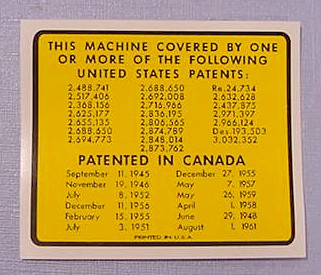 THIS MACHINE COVERED BY ONE
OR MORE OF THE FOLLOWING
UNITED STATES PATENTS:
2,488,741 2,688,650 Re.24,734
2,517,406 2,692,008 2,632,628
2,368,156 2,716,966 2,437,875
2,625,177 2,836,195 2,971,397
2,655,135 2,806,565 2,966,124
2,688,650 2,874,789 Des.193,503
2,694,773 2,848,014 3,032,352
2,873,762
PATENTED IN CANADA
September 11, 1945 December 27, 1955
November 19, 1946 May 7, 1957
July 8, 1952 May 26, 1959
December 11, 1956 April 1, 1958
February 15, 1955 June 29, 1948
July 3, 1951 August 1, 1961
PRINTED IN U.S.A.